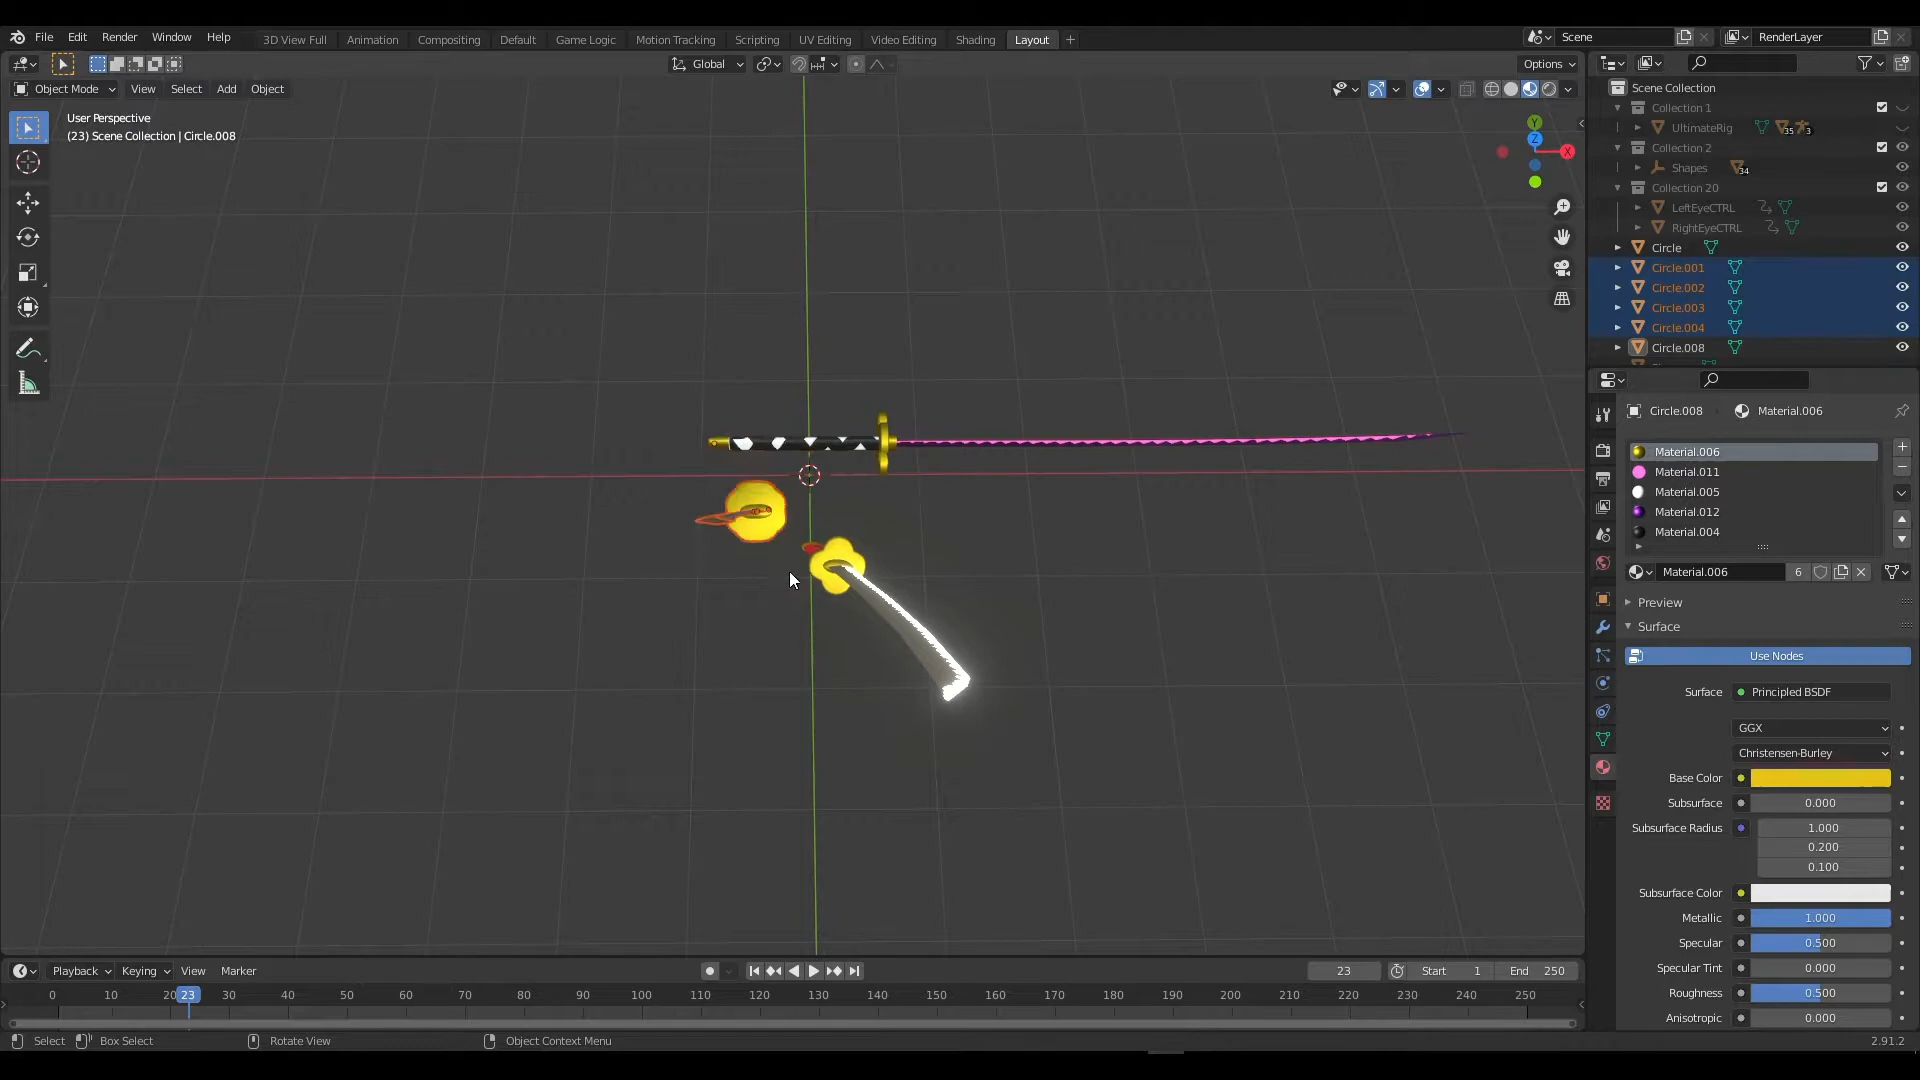 File Edit Render Window Help 3D View Full Animation Compositing Default Game Logic Motion Tracking Scripting UV Editing Video Editing Shading Layout + Scene RenderLayer
Global Options
Object Mode View Select Add Object
User Perspective
(23) Scene Collection | Circle.008
Y
Z
X
Scene Collection
Collection 1
UltimateRig 35 3
Collection 2
Shapes 34
Collection 20
LeftEyeCTRL
RightEyeCTRL
Circle
Circle.001
Circle.002
Circle.003
Circle.004
Circle.008
Circle.008 Material.006
Material.006
Material.011
Material.005
Material.012
Material.004
Material.006 6
Preview
Surface
Use Nodes
Surface Principled BSDF
GGX
Christensen-Burley
Base Color
Subsurface 0.000
Subsurface Radius 1.000
0.200
0.100
Subsurface Color
Metallic 1.000
Specular 0.500
Specular Tint 0.000
Roughness 0.500
Anisotropic 0.000
Playback Keying View Marker 23 Start 1 End 250
0 10 20 23 30 40 50 60 70 80 90 100 110 120 130 140 150 160 170 180 190 200 210 220 230 240 250
Select Box Select Rotate View Object Context Menu 2.91.2